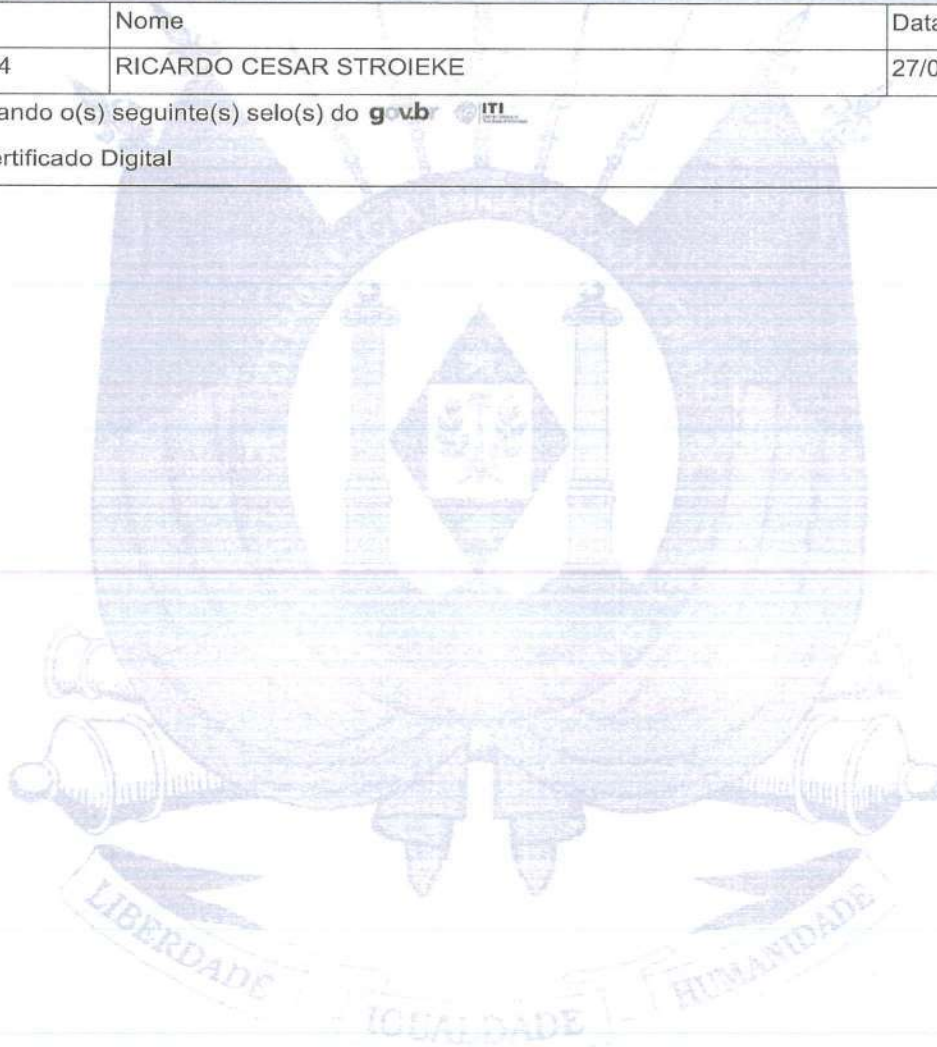 Nome Data
4 RICARDO CESAR STROIEKE 27/0
ando o(s) seguinte(s) selo(s) do gov.br ITI
ertificado Digital
LIBERDADE IGUALDADE HUMANIDADE